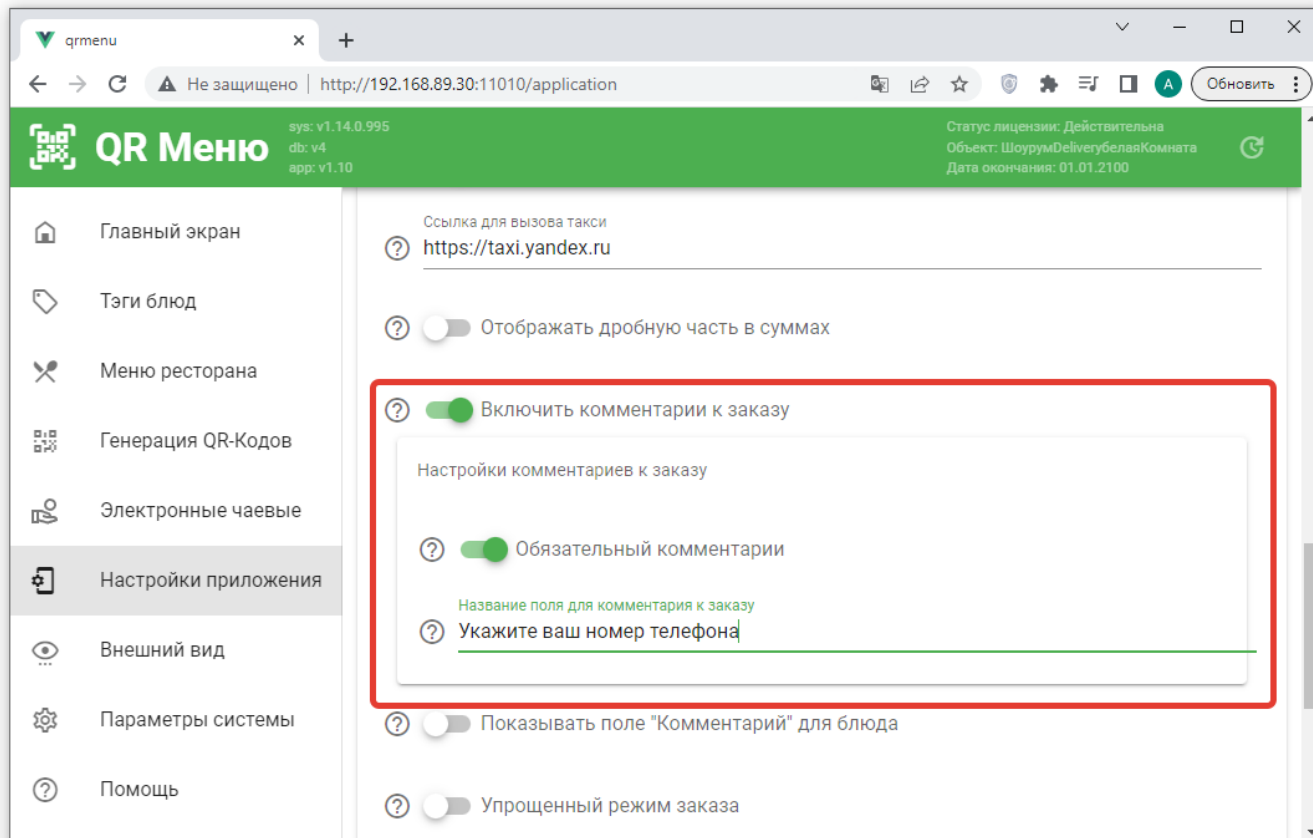 qrmenu
Не защищено | http://192.168.89.30:11010/application
А
Обновить
QR Меню
sys: v1.14.0.995
db: v4
app: v1.10
Статус лицензии: Действительна
Объект: ШоурумDeliveryбелаяКомната
Дата окончания: 01.01.2100
Главный экран
Тэги блюд
Меню ресторана
Генерация QR-Кодов
Электронные чаевые
Настройки приложения
Внешний вид
Параметры системы
Помощь
Ссылка для вызова такси
https://taxi.yandex.ru
Отображать дробную часть в суммах
Включить комментарии к заказу
Настройки комментариев к заказу
Обязательный комментарии
Название поля для комментария к заказу
Укажите ваш номер телефона
Показывать поле "Комментарий" для блюда
Упрощенный режим заказа